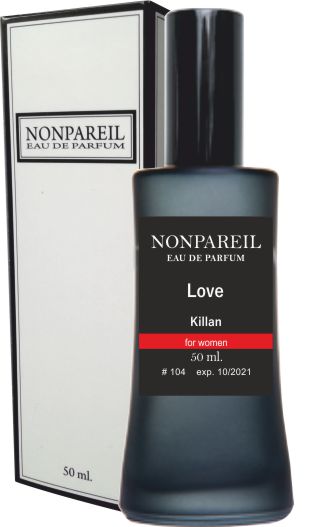 NONPAREIL
EAU DE PARFUM
50 ml.
NONPAREIL
EAU DE PARFUM
Love
Killan
for women
50 ml.
# 104 exp. 10/2021